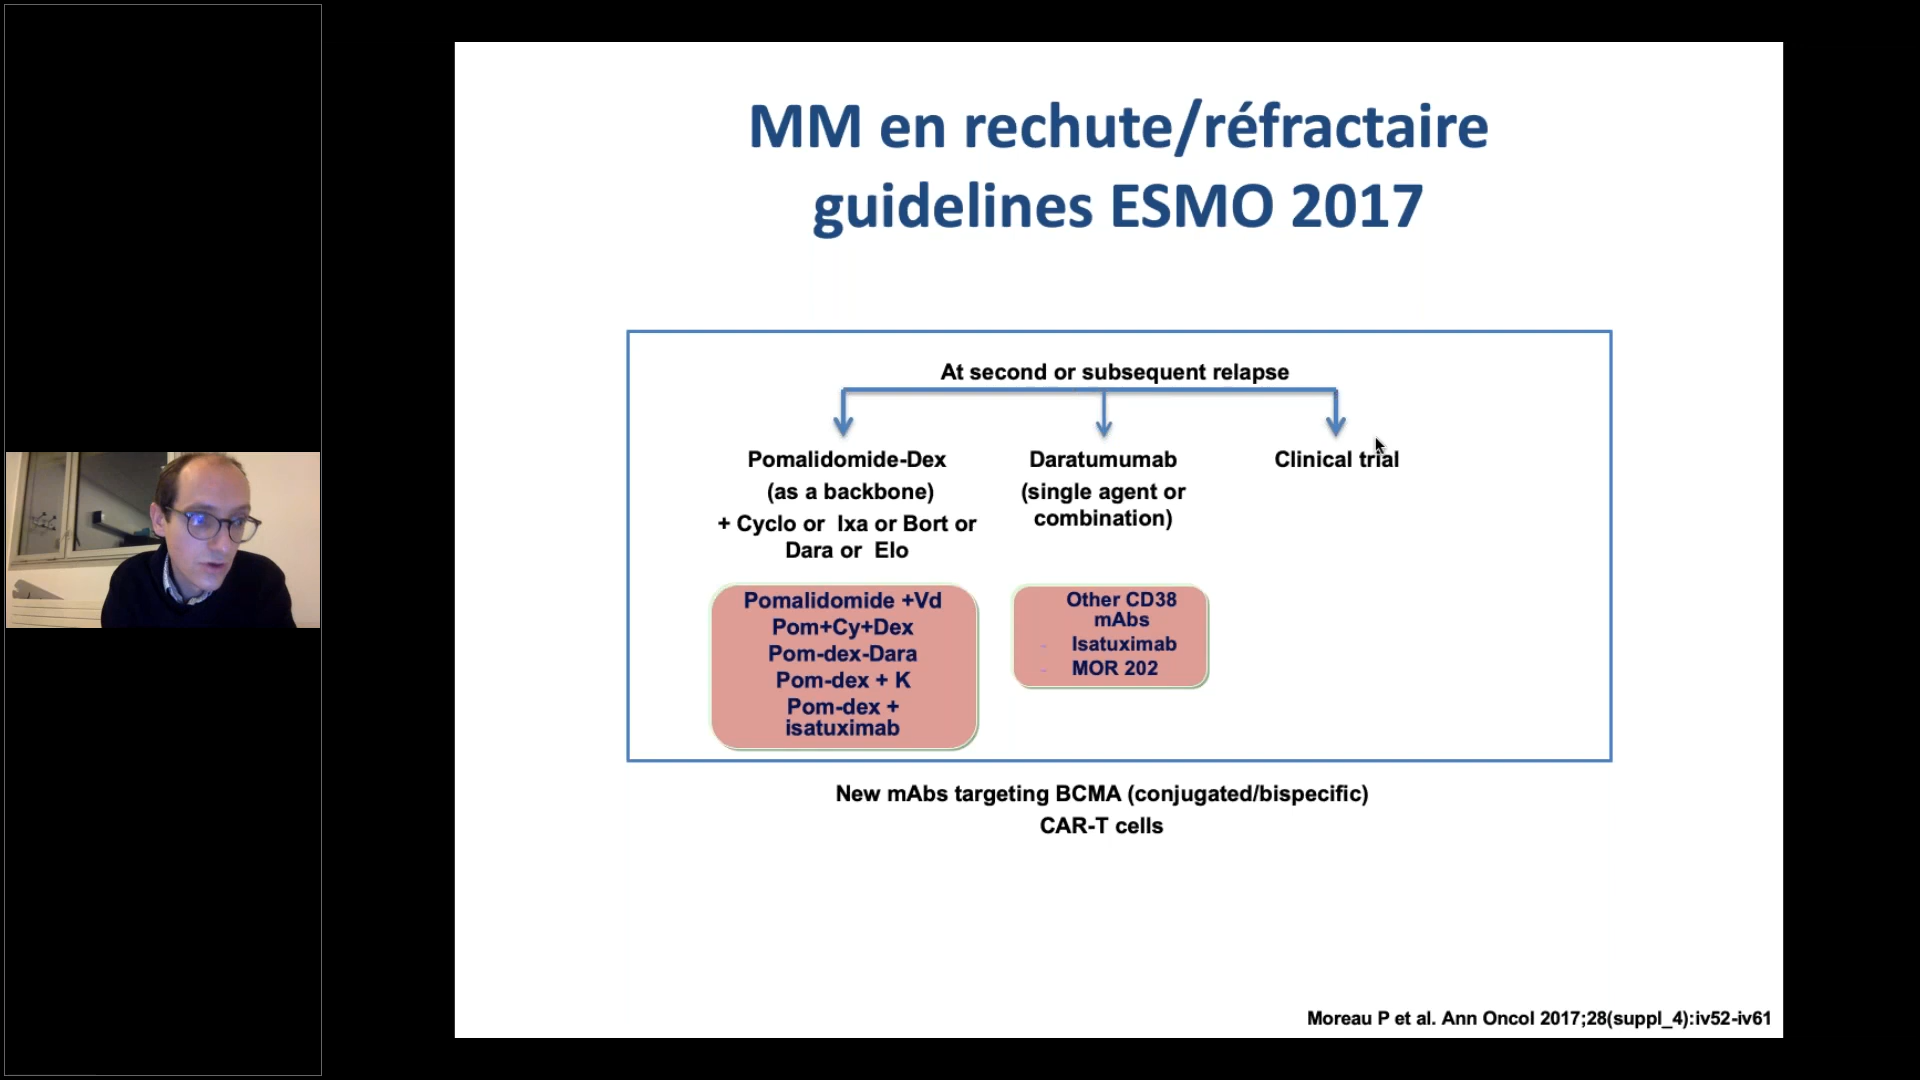 MM en rechute/réfractaire
guidelines ESMO 2017
At second or subsequent relapse
Pomalidomide-Dex
(as a backbone)
+ Cyclo or Ixa or Bort or
Dara or Elo
Daratumumab
(single agent or
combination)
Clinical trial
Pomalidomide +Vd
Pom+Cy+Dex
Pom-dex-Dara
Pom-dex + K
Pom-dex +
isatuximab
Other CD38
mAbs
- Isatuximab
- MOR 202
New mAbs targeting BCMA (conjugated/bispecific)
CAR-T cells
Moreau P et al. Ann Oncol 2017;28(suppl_4):iv52-iv61